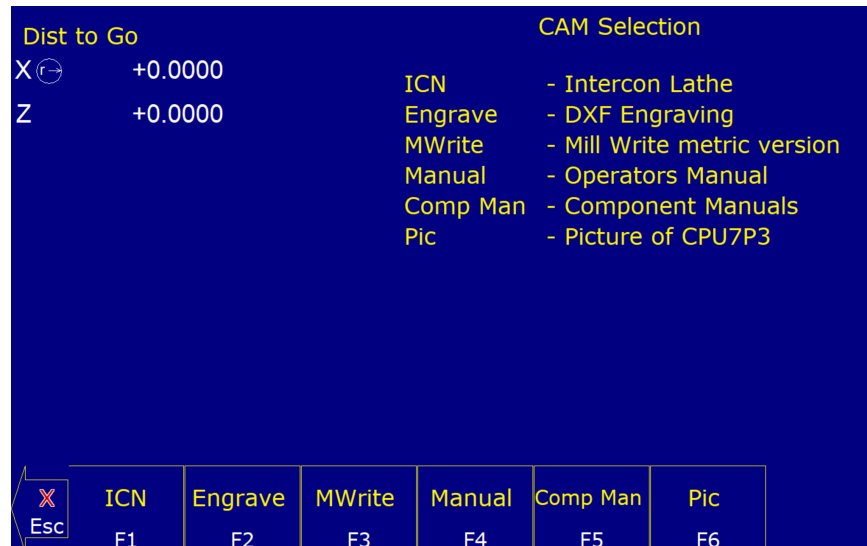 CAM Selection
Dist to Go
X r +0.0000
Z +0.0000
ICN - Intercon Lathe
Engrave - DXF Engraving
MWrite - Mill Write metric version
Manual - Operators Manual
Comp Man - Component Manuals
Pic - Picture of CPU7P3
X ICN Engrave MWrite Manual Comp Man Pic
Esc F1 F2 F3 F4 F5 F6